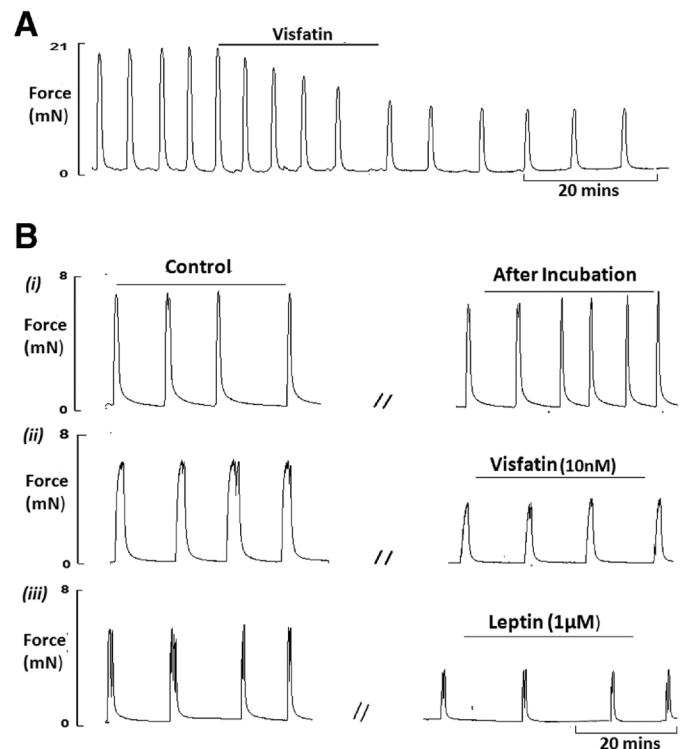 A
Visfatin
21
Force
(mN)
0
20 mins
B
Control
After Incubation
(i)
8
Force
(mN)
0
//
(ii)
8
Force
(mN)
0
//
Visfatin (10nM)
(iii)
8
Force
(mN)
0
//
Leptin (1µM)
20 mins